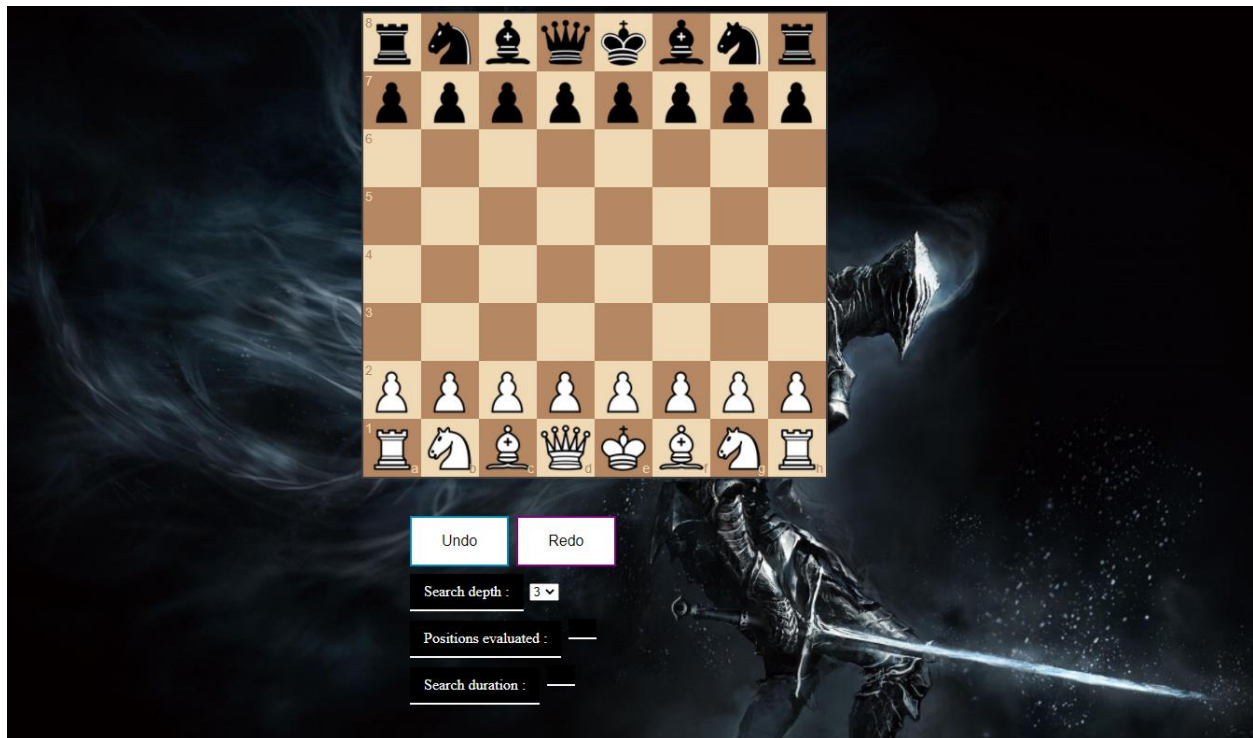 8
7
6
5
4
3
2
1
a b c d e f g h
Undo Redo
Search depth : 3
Positions evaluated :
Search duration :